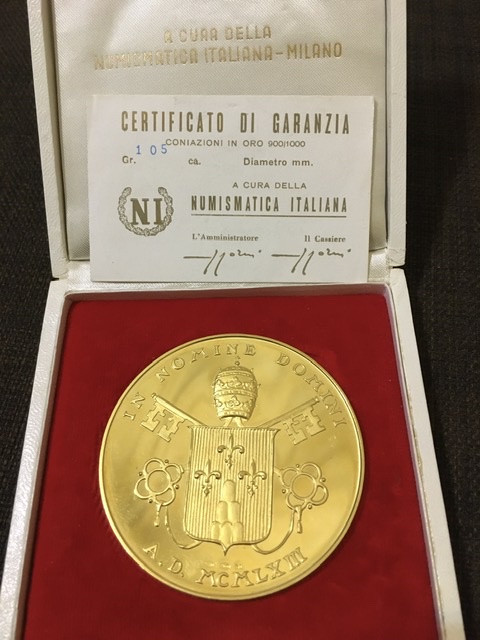 A CURA DELLA
NUMISMATICA ITALIANA-MILANO
CERTIFICATO DI GARANZIA
CONIAZIONI IN ORO 900/1000
Gr. 105 ca. Diametro mm.
A CURA DELLA
NI
NUMISMATICA ITALIANA
L'Amministratore Il Cassiere
IN NOMINE DOMINI
A.D. MCMLXIII